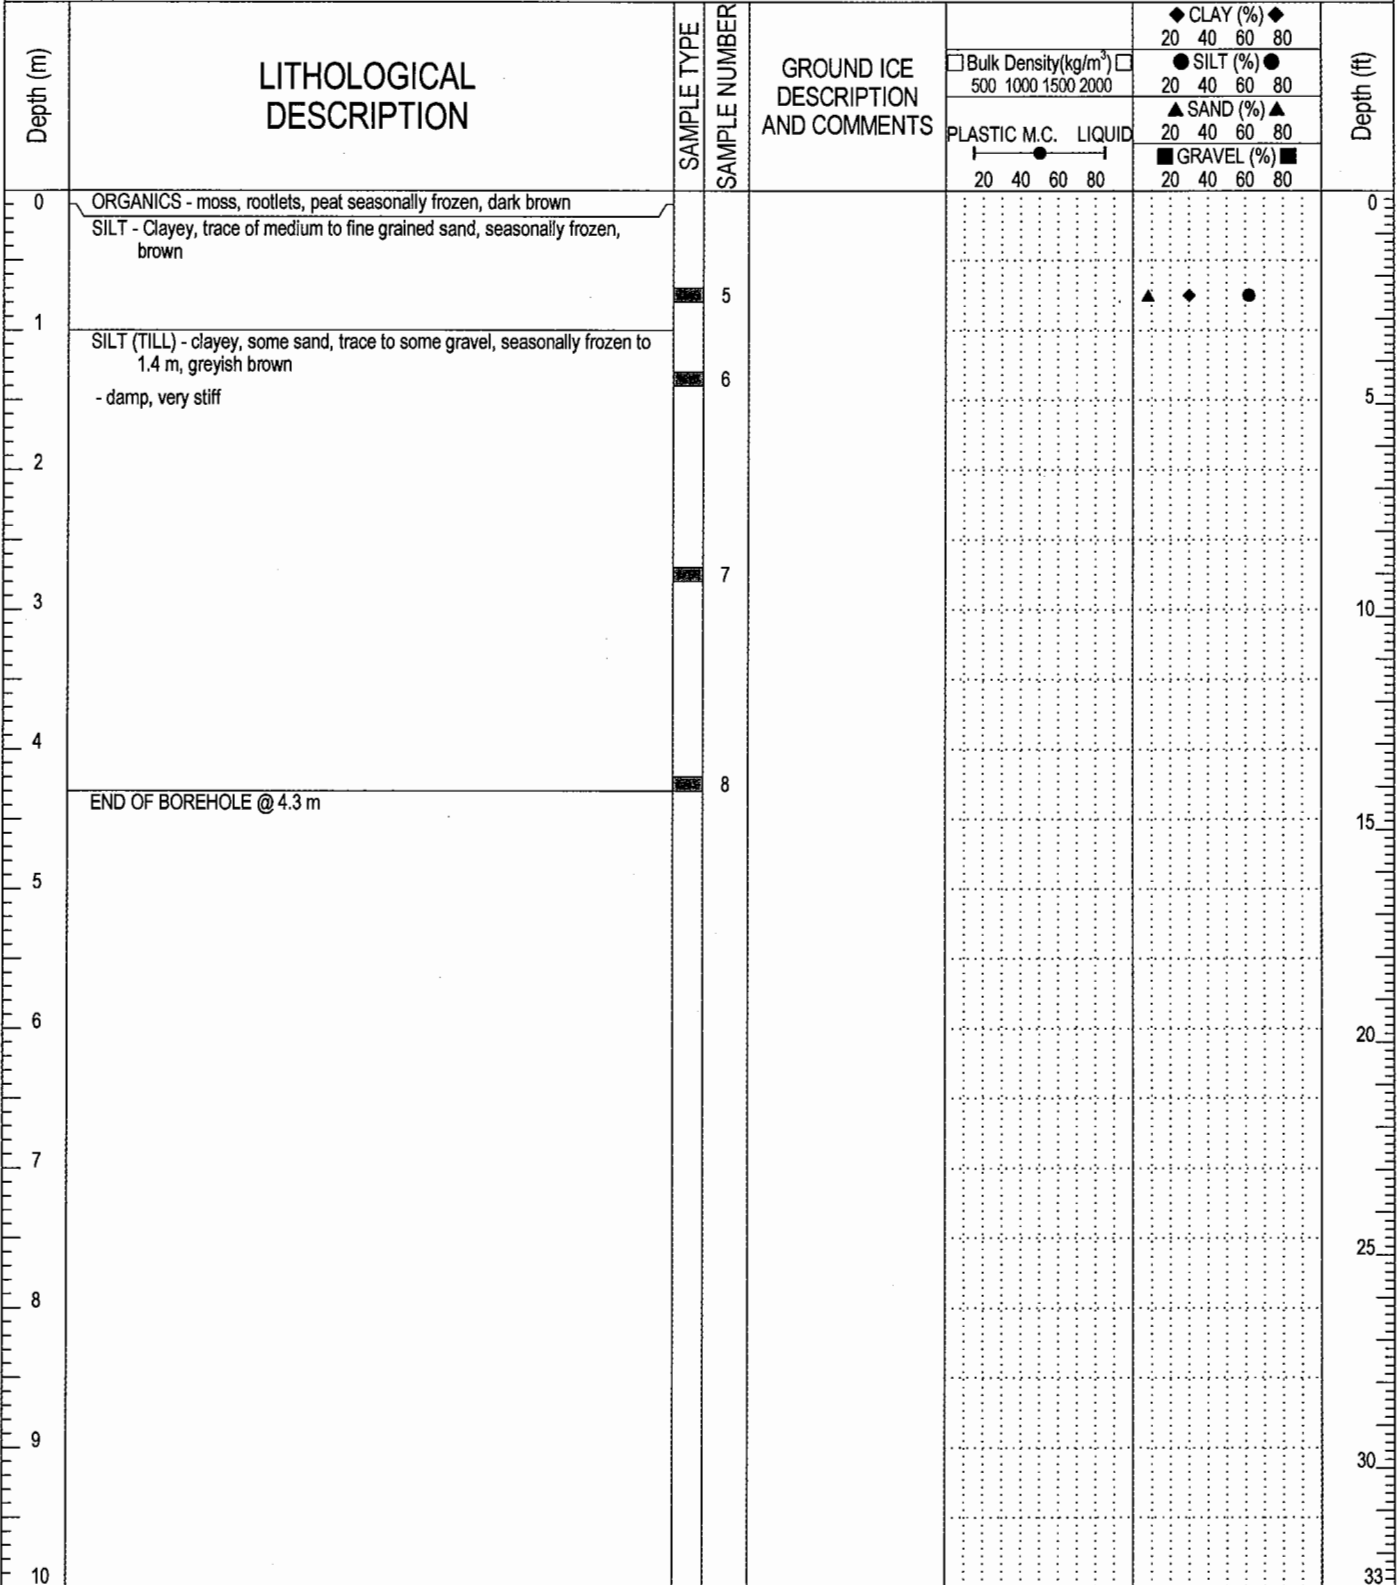 Depth (m)
LITHOLOGICAL
DESCRIPTION
SAMPLE TYPE
SAMPLE NUMBER
GROUND ICE
DESCRIPTION
AND COMMENTS
□ Bulk Density(kg/m³) □
500 1000 1500 2000
PLASTIC M.C. LIQUID
20 40 60 80
◆ CLAY (%) ◆
20 40 60 80
● SILT (%) ●
20 40 60 80
▲ SAND (%) ▲
20 40 60 80
■ GRAVEL (%) ■
20 40 60 80
Depth (ft)
0
ORGANICS - moss, rootlets, peat seasonally frozen, dark brown
0
SILT - Clayey, trace of medium to fine grained sand, seasonally frozen,
brown
5
1
SILT (TILL) - clayey, some sand, trace to some gravel, seasonally frozen to
1.4 m, greyish brown
6
- damp, very stiff
5
2
7
3
10
4
8
END OF BOREHOLE @ 4.3 m
15
5
6
20
7
25
8
9
30
10
33